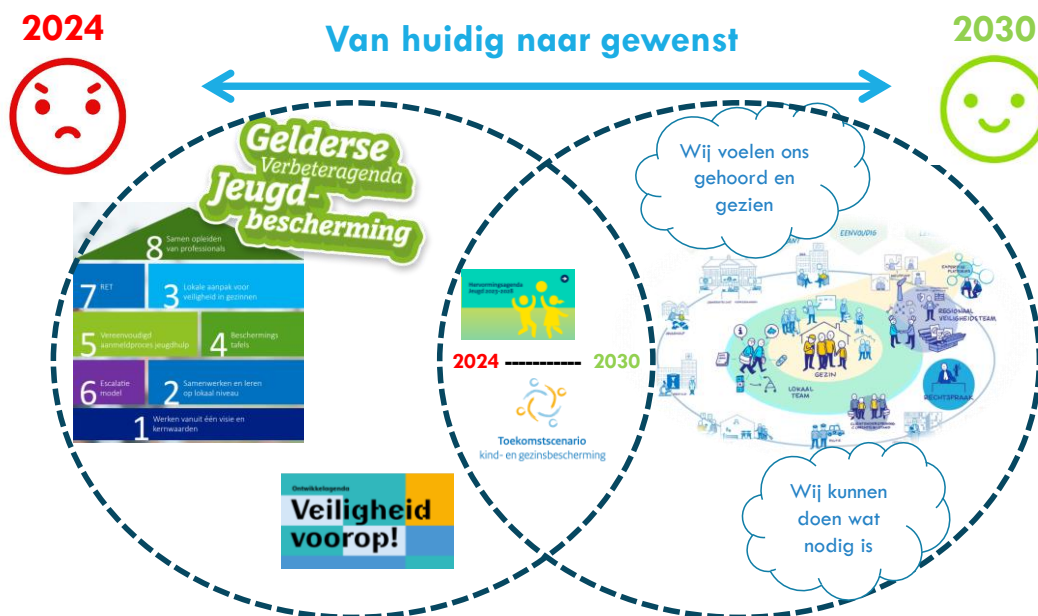 2024
Van huidig naar gewenst
2030
Gelderse
Verbeteragenda
Jeugd-
bescherming
8 Samen opleiden
van professionals
7 RET
3 Lokale aanpak voor
veiligheid in gezinnen
5 Vereenvoudigd
aanmeldproces jeugdhulp
4 Beschermings
tafels
6 Escalatie
model
2 Samenwerken en leren
op lokaal niveau
1 Werken vanuit één visie en
kernwaarden
Ontwikkelagenda
Veiligheid
voorop!
Hervormingsagenda
Jeugd 2023-2028
2024 ----------- 2030
Toekomstscenario
kind- en gezinsbescherming
Wij voelen ons
gehoord en
gezien
EENVOUDIG
REGIONAAL
VEILIGHEIDSTEAM
GEZIN
LOKAAL
TEAM
RECHTSPRAAK
Wij kunnen
doen wat
nodig is